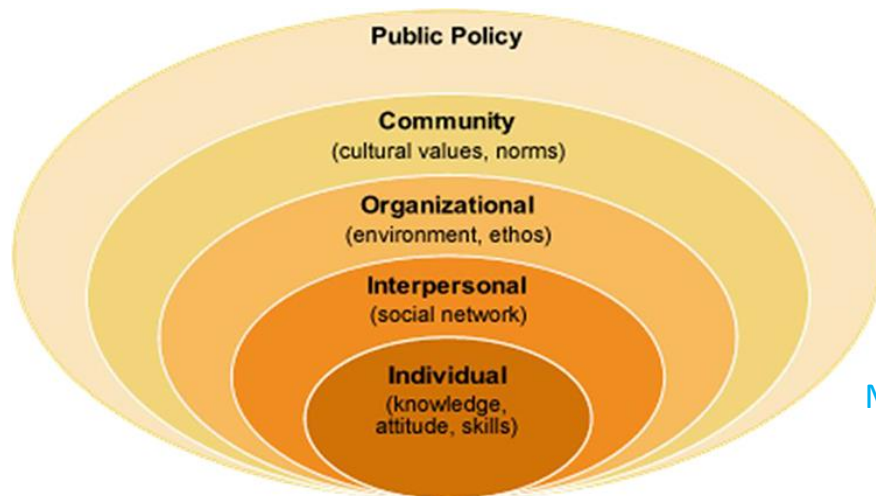 Public Policy
Community
(cultural values, norms)
Organizational
(environment, ethos)
Interpersonal
(social network)
Individual
(knowledge,
attitude, skills)